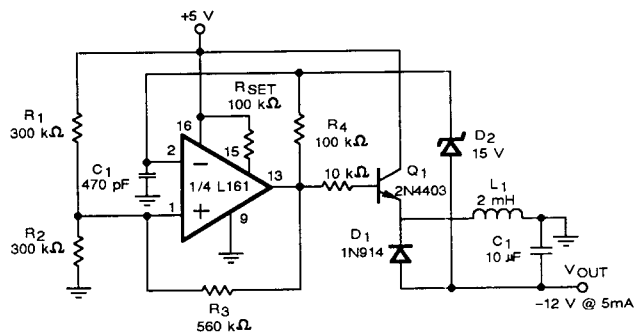 +5 V
R1
300 kΩ
RSET
100 kΩ
R4
100 kΩ
D2
15 V
16
2
15
13
C1
470 pF
1/4 L161
10 kΩ
Q1
2N4403
L1
2 mH
1
9
R2
300 kΩ
D1
1N914
C1
10 μF
VOUT
−12 V @ 5mA
R3
560 kΩ